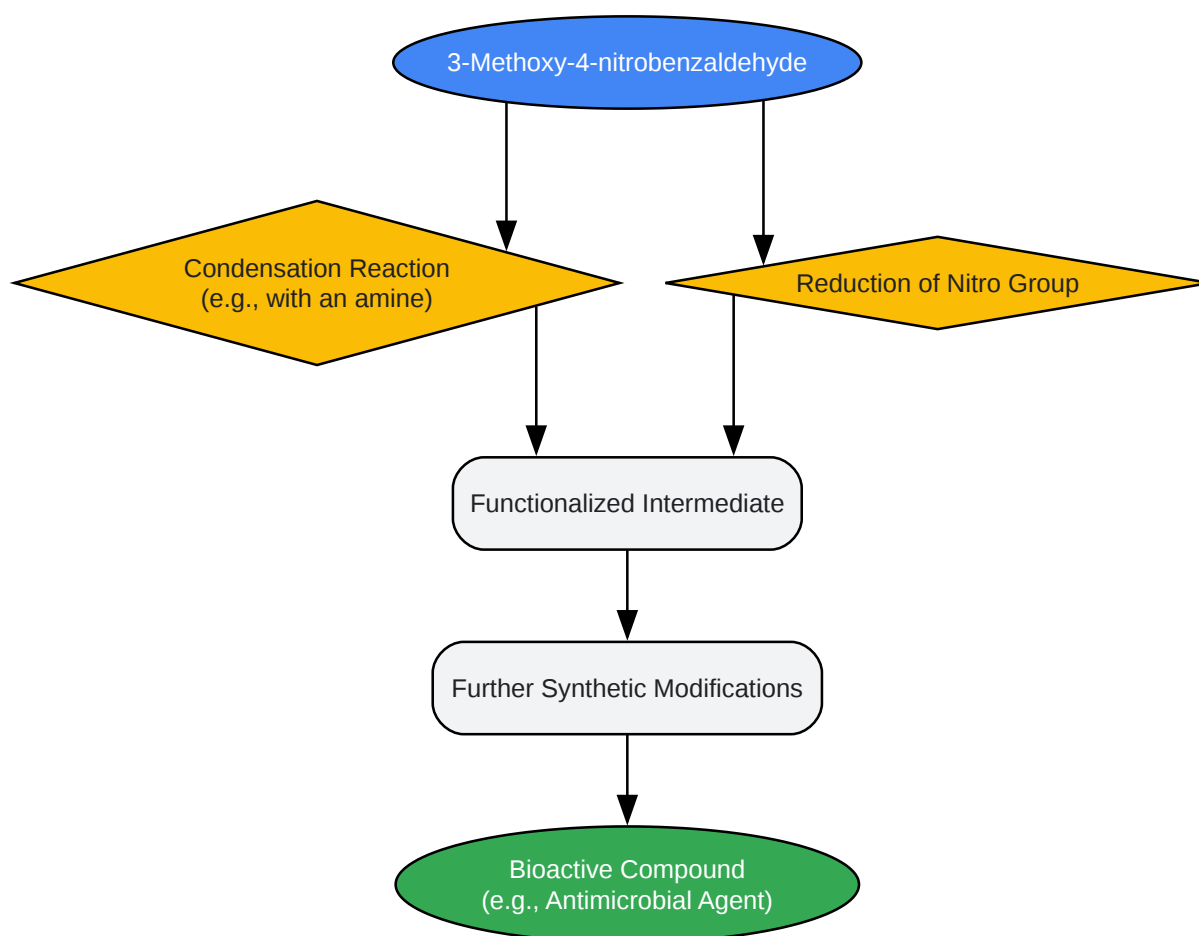 3-Methoxy-4-nitrobenzaldehyde
Condensation Reaction
(e.g., with an amine)
Reduction of Nitro Group
Functionalized Intermediate
Further Synthetic Modifications
Bioactive Compound
(e.g., Antimicrobial Agent)